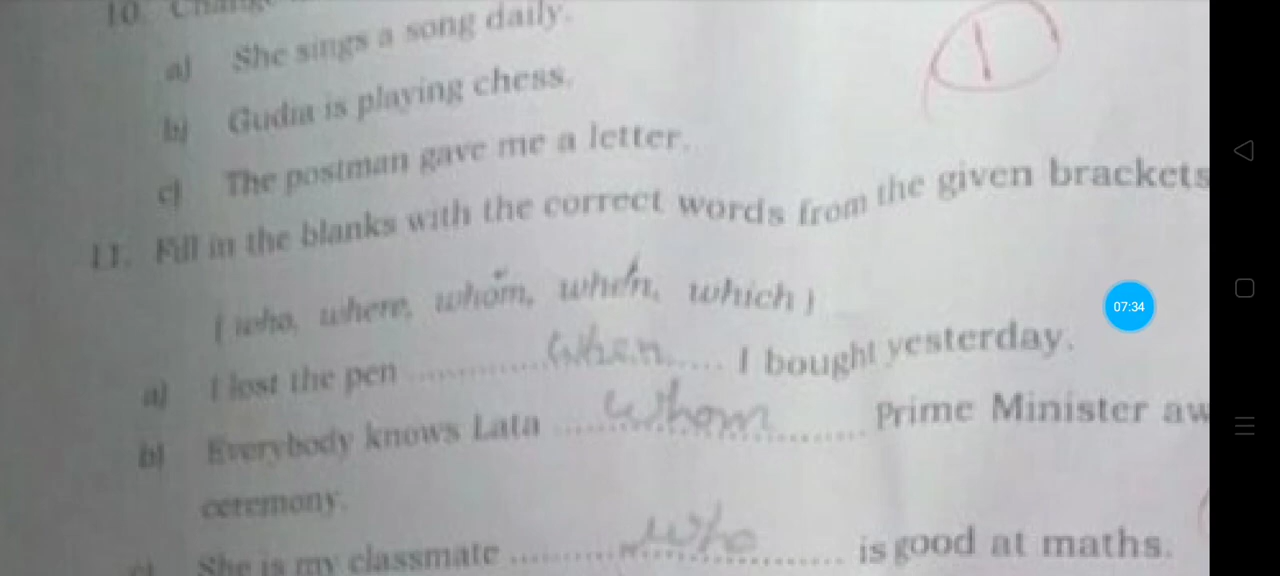 10. Change
a) She sings a song daily.
b) Gudia is playing chess.
c) The postman gave me a letter.
1
11. Fill in the blanks with the correct words from the given brackets
( who, where, whom, when, which )
a) I lost the pen ............ when ...... I bought yesterday.
07:34
b) Everybody knows Lata ...... whom ............ Prime Minister aw
ceremony.
c) She is my classmate ............ who ............ is good at maths.